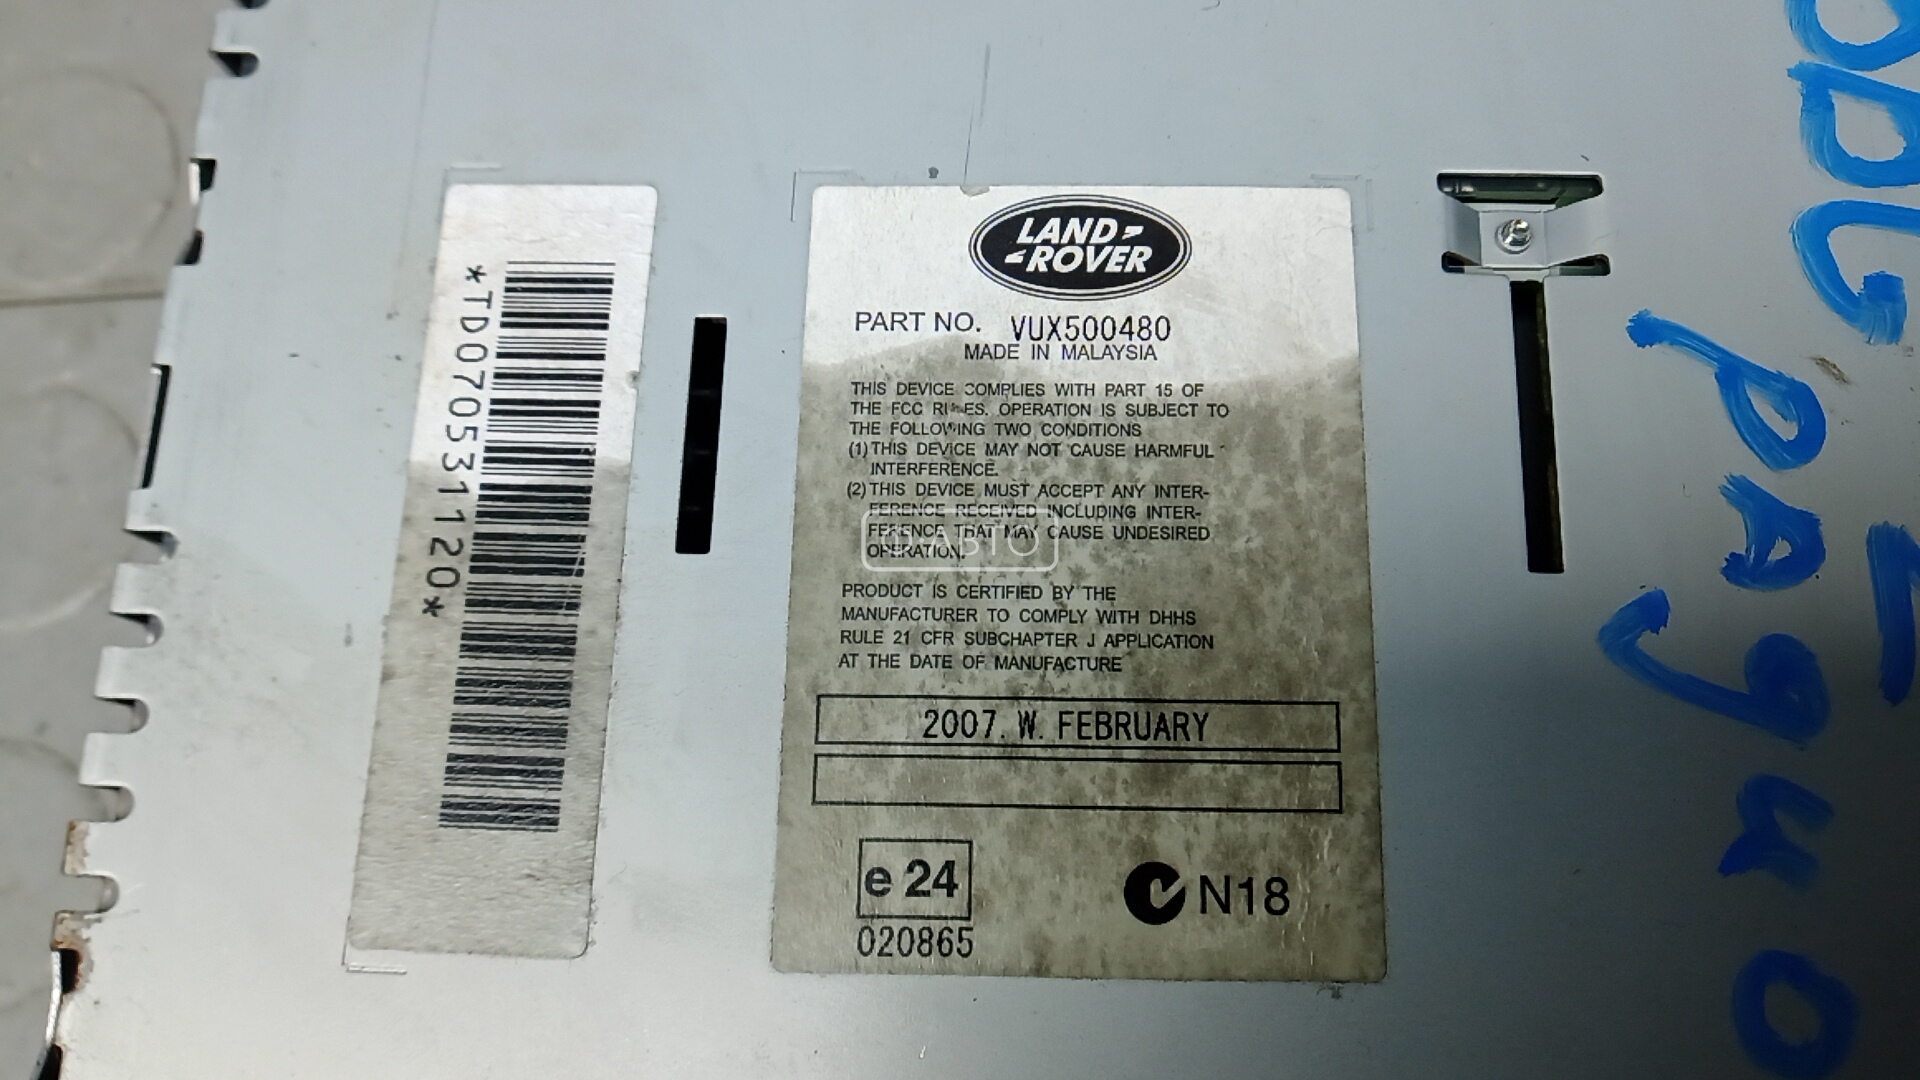 *TD070531120*
LAND
ROVER
PART NO. VUX500480
MADE IN MALAYSIA
THIS DEVICE COMPLIES WITH PART 15 OF
THE FCC RULES. OPERATION IS SUBJECT TO
THE FOLLOWING TWO CONDITIONS
(1) THIS DEVICE MAY NOT CAUSE HARMFUL
INTERFERENCE.
(2) THIS DEVICE MUST ACCEPT ANY INTER-
FERENCE RECEIVED INCLUDING INTER-
FERENCE THAT MAY CAUSE UNDESIRED
OPERATION.
PRODUCT IS CERTIFIED BY THE
MANUFACTURER TO COMPLY WITH DHHS
RULE 21 CFR SUBCHAPTER J APPLICATION
AT THE DATE OF MANUFACTURE
2007. W. FEBRUARY
e 24
020865
N18
АВТО
радио